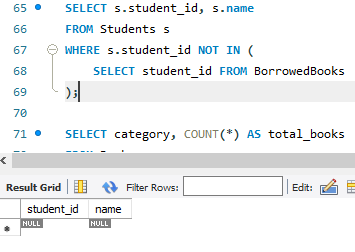 65 SELECT s.student_id, s.name
66 FROM Students s
67 WHERE s.student_id NOT IN (
68 SELECT student_id FROM BorrowedBooks
69 );
70
71 SELECT category, COUNT(*) AS total_books
Result Grid Filter Rows: Edit:
student_id name
NULL NULL